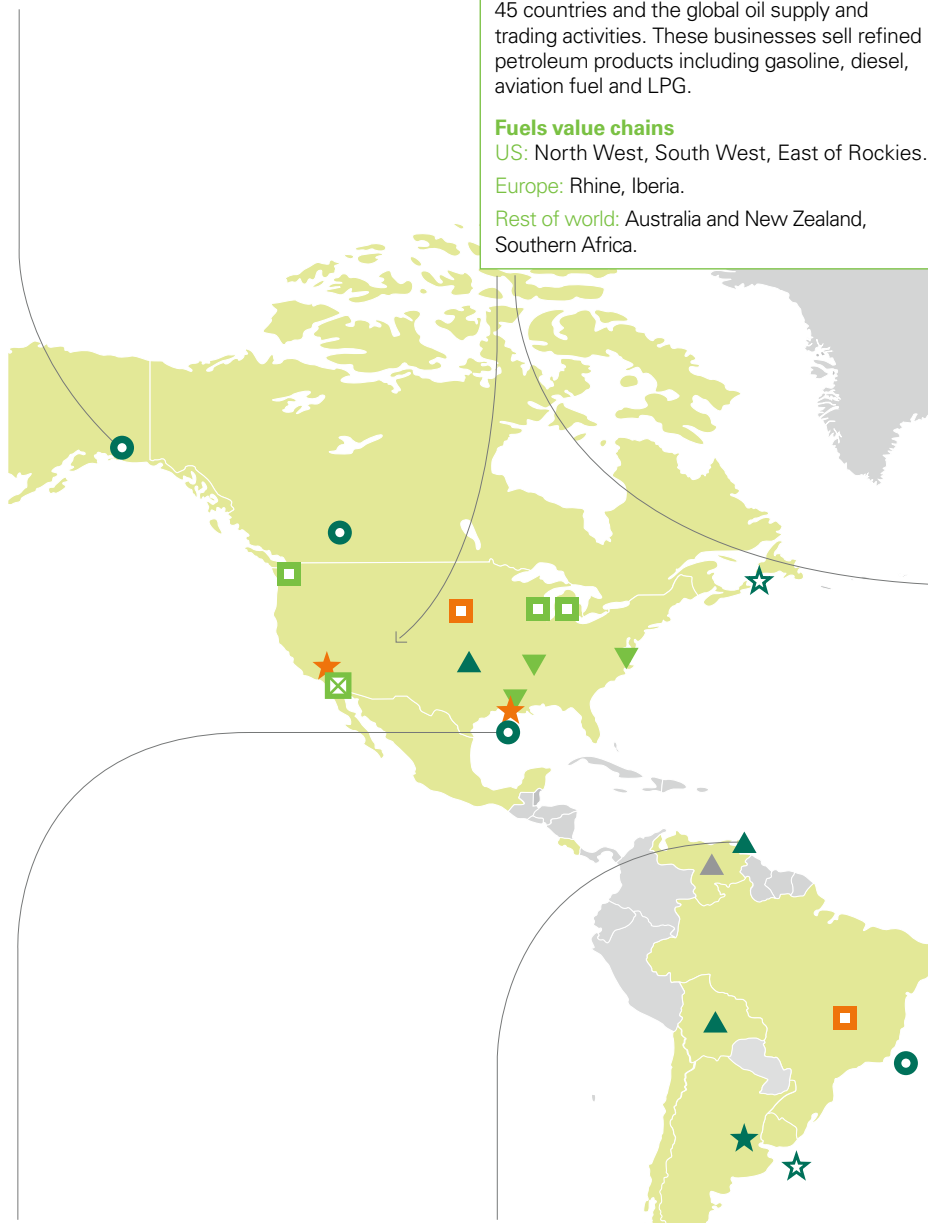 45 countries and the global oil supply and
trading activities. These businesses sell refined
petroleum products including gasoline, diesel,
aviation fuel and LPG.
Fuels value chains
US: North West, South West, East of Rockies.
Europe: Rhine, Iberia.
Rest of world: Australia and New Zealand,
Southern Africa.